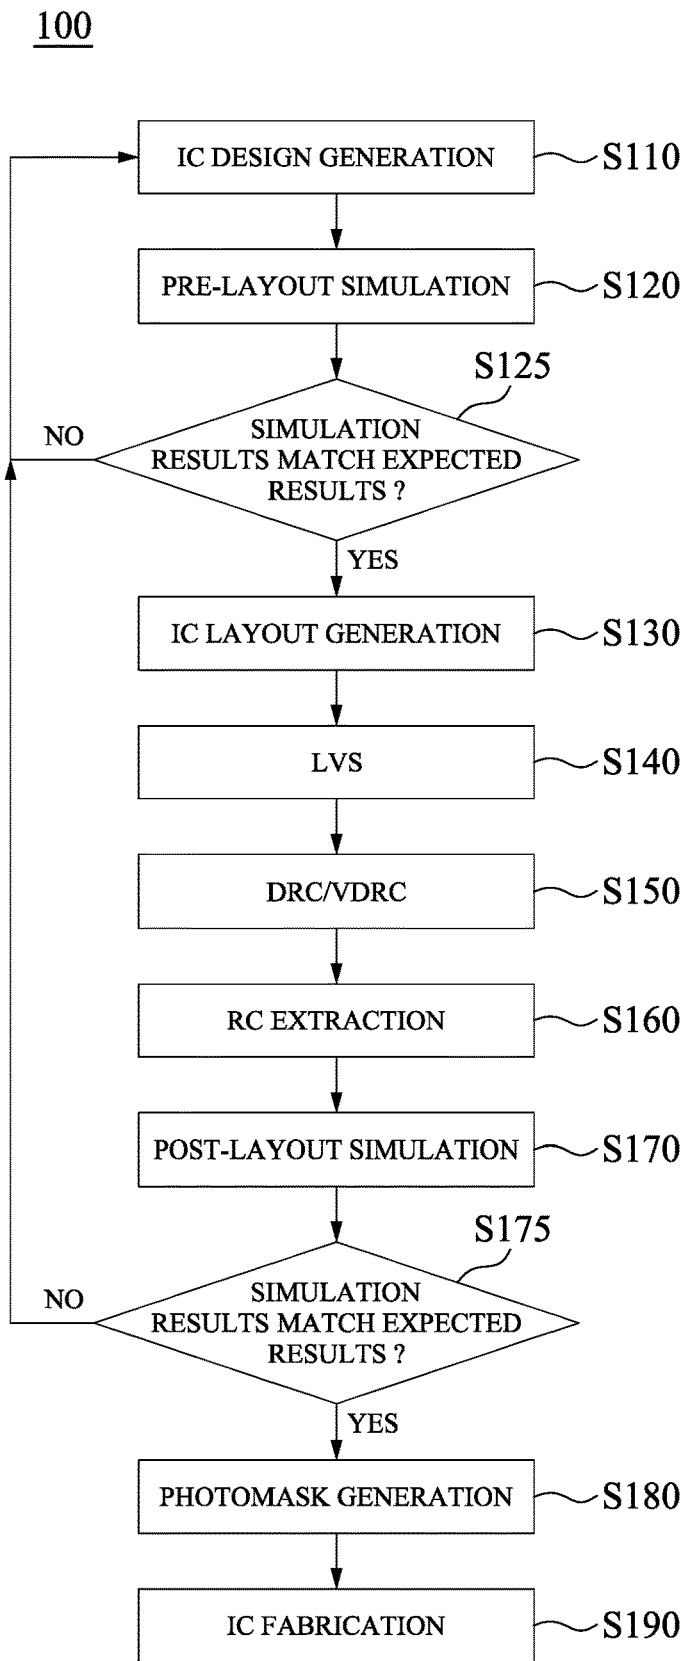 100
IC DESIGN GENERATION
S110
PRE-LAYOUT SIMULATION
S120
S125
SIMULATION
RESULTS MATCH EXPECTED
RESULTS ?
NO
YES
IC LAYOUT GENERATION
S130
LVS
S140
DRC/VDRC
S150
RC EXTRACTION
S160
POST-LAYOUT SIMULATION
S170
S175
SIMULATION
RESULTS MATCH EXPECTED
RESULTS ?
NO
YES
PHOTOMASK GENERATION
S180
IC FABRICATION
S190